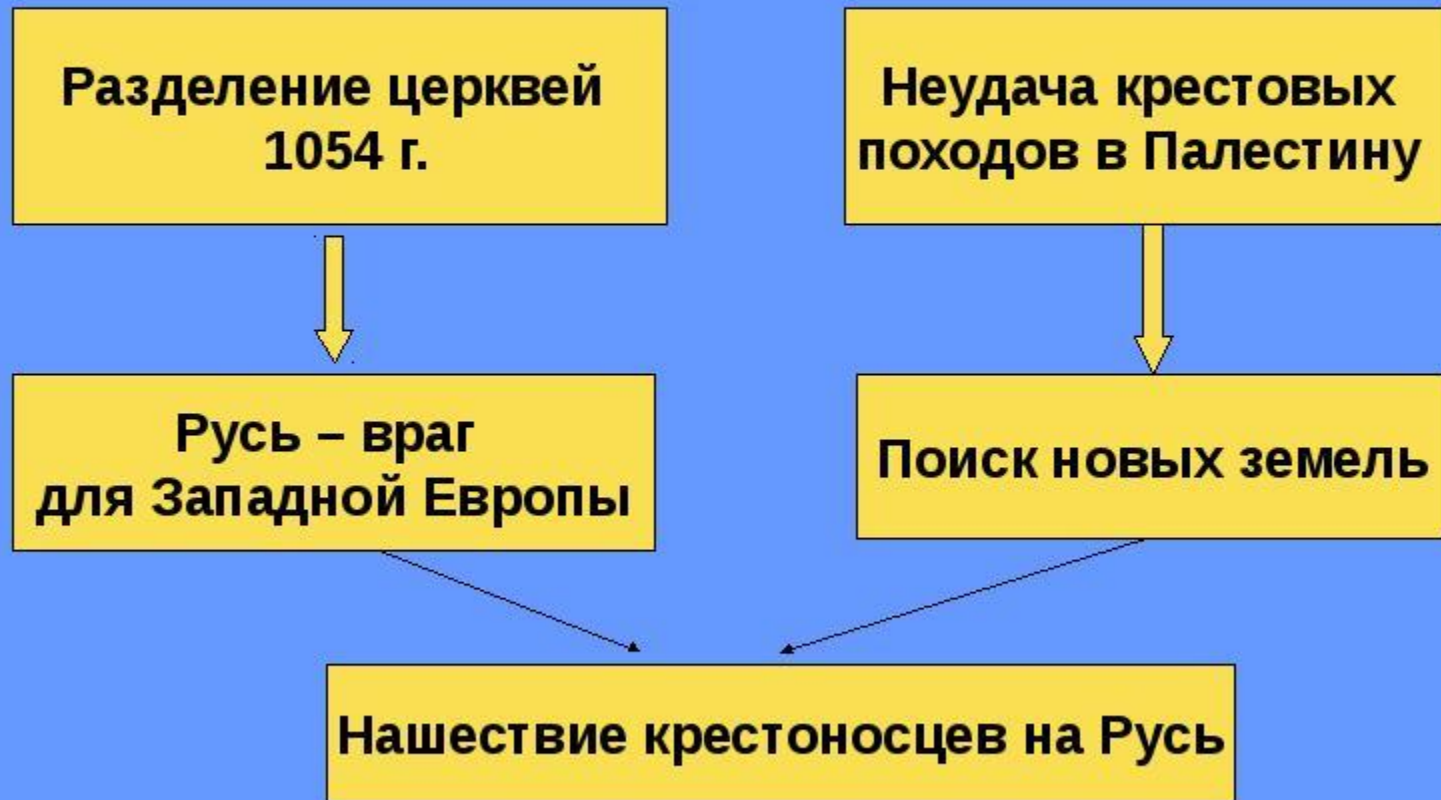 Разделение церквей
1054 г.
Неудача крестовых
походов в Палестину
Русь – враг
для Западной Европы
Поиск новых земель
Нашествие крестоносцев на Русь